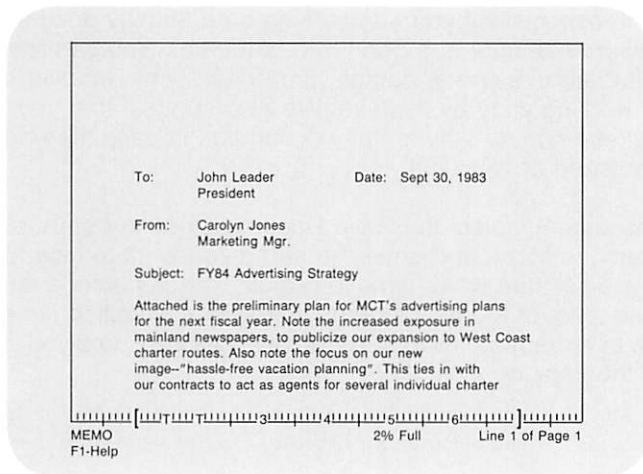 To: John Leader Date: Sept 30, 1983
President
From: Carolyn Jones
Marketing Mgr.
Subject: FY84 Advertising Strategy
Attached is the preliminary plan for MCT's advertising plans
for the next fiscal year. Note the increased exposure in
mainland newspapers, to publicize our expansion to West Coast
charter routes. Also note the focus on our new
image--"hassle-free vacation planning". This ties in with
our contracts to act as agents for several individual charter
[ T T 3 4 5 6 ]
MEMO 2% Full Line 1 of Page 1
F1-Help